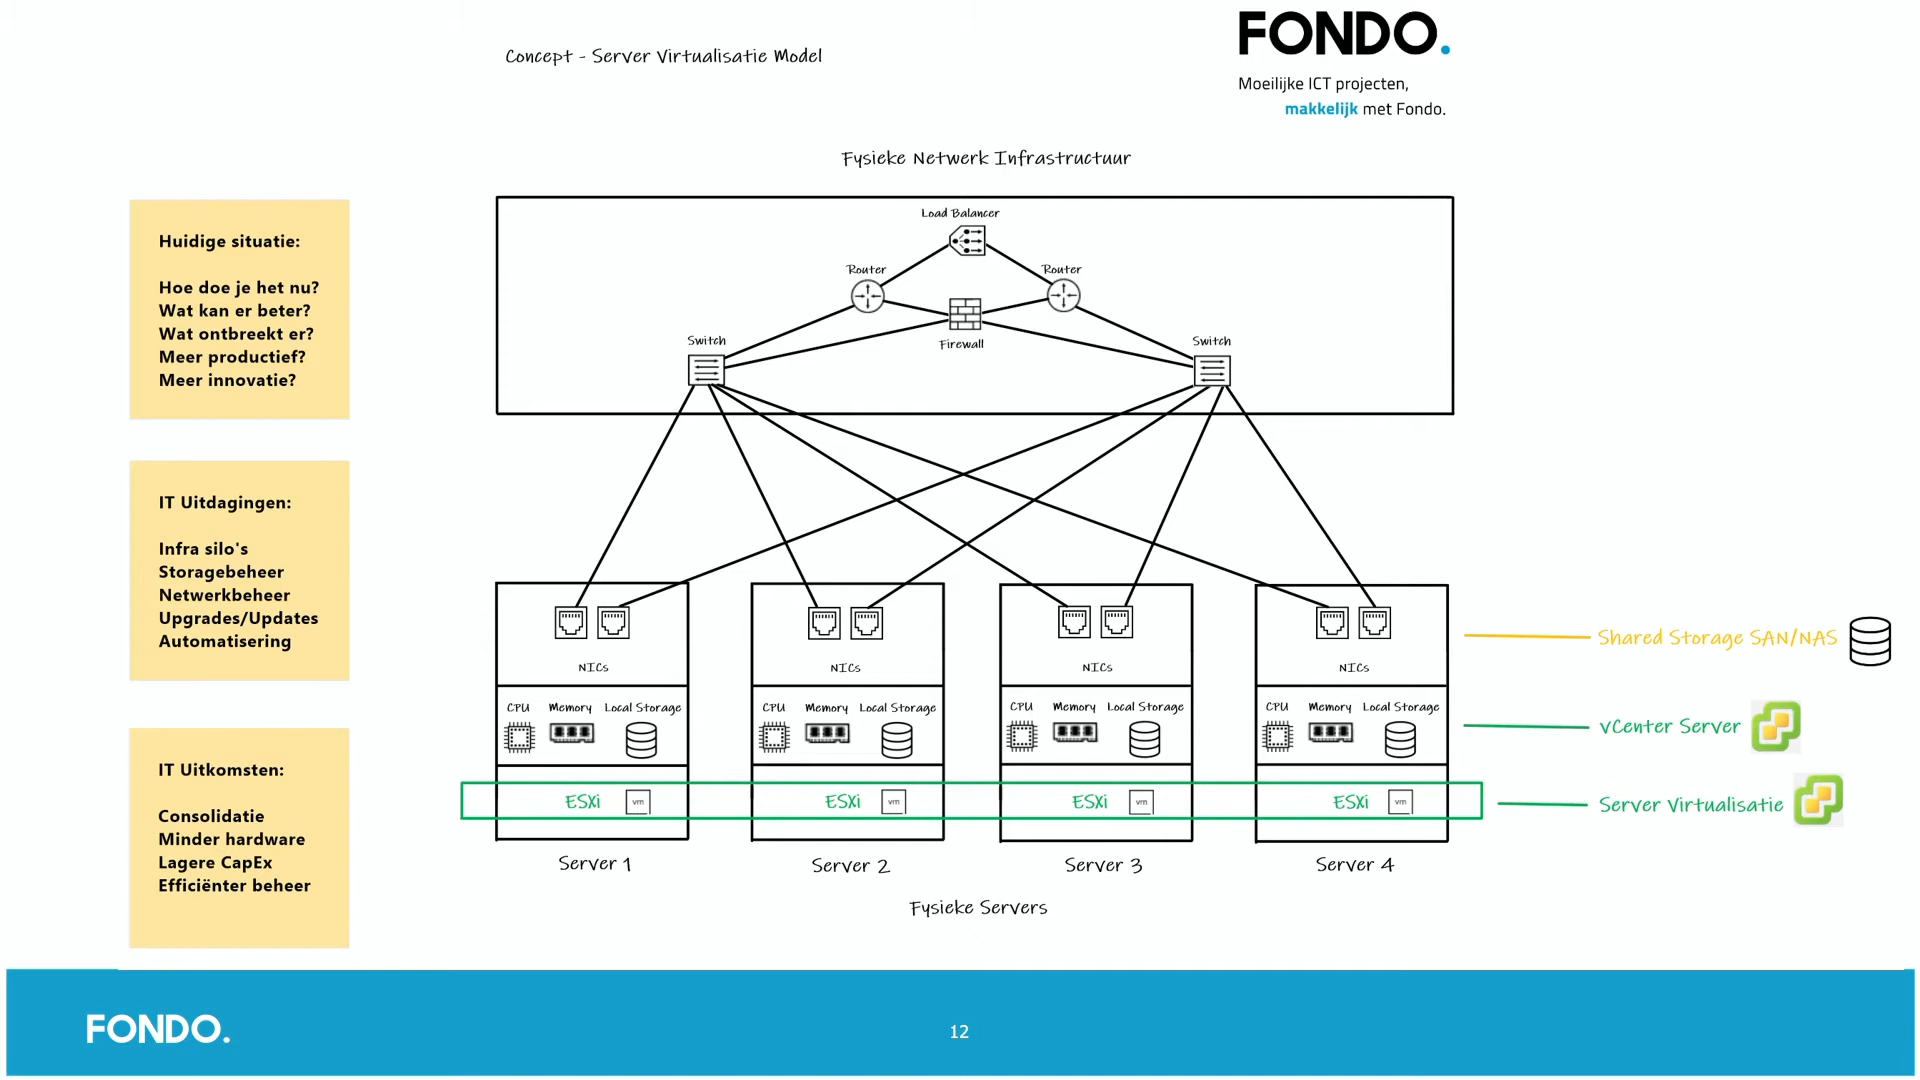 Concept - Server Virtualisatie Model
FONDO.
Moeilijke ICT projecten,
makkelijk met Fondo.
Fysieke Netwerk Infrastructuur
Load Balancer
Router
Router
Firewall
Switch
Switch
Huidige situatie:
Hoe doe je het nu?
Wat kan er beter?
Wat ontbreekt er?
Meer productief?
Meer innovatie?
IT Uitdagingen:
Infra silo's
Storagebeheer
Netwerkbeheer
Upgrades/Updates
Automatisering
IT Uitkomsten:
Consolidatie
Minder hardware
Lagere CapEx
Efficiënter beheer
NICs
CPU Memory Local Storage
ESXi vm
Server 1
NICs
CPU Memory Local Storage
ESXi vm
Server 2
NICs
CPU Memory Local Storage
ESXi vm
Server 3
NICs
CPU Memory Local Storage
ESXi vm
Server 4
Shared Storage SAN/NAS
vCenter Server
Server Virtualisatie
Fysieke Servers
FONDO.
12